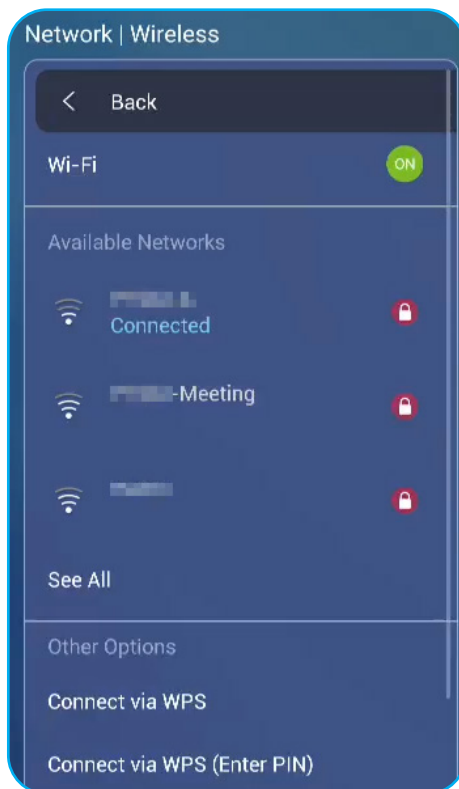 Network | Wireless
Back
Wi-Fi
ON
Available Networks
Connected
-Meeting
See All
Other Options
Connect via WPS
Connect via WPS (Enter PIN)